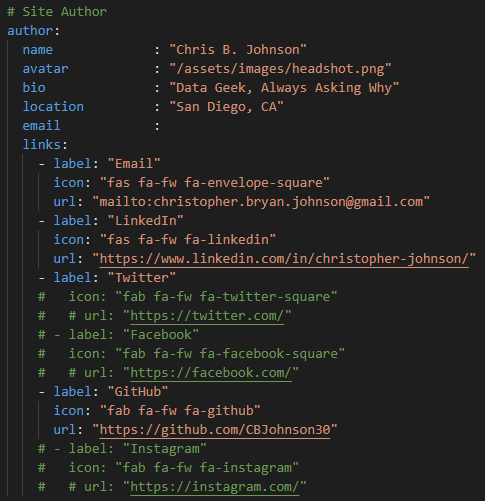 # Site Author
author:
  name             : "Chris B. Johnson"
  avatar           : "/assets/images/headshot.png"
  bio              : "Data Geek, Always Asking Why"
  location         : "San Diego, CA"
  email            :
  links:
    - label: "Email"
      icon: "fas fa-fw fa-envelope-square"
      url: "mailto:christopher.bryan.johnson@gmail.com"
    - label: "LinkedIn"
      icon: "fas fa-fw fa-linkedin"
      url: "https://www.linkedin.com/in/christopher-johnson/"
    - label: "Twitter"
    #   icon: "fab fa-fw fa-twitter-square"
    #   # url: "https://twitter.com/"
    # - label: "Facebook"
    #   icon: "fab fa-fw fa-facebook-square"
    #   # url: "https://facebook.com/"
    - label: "GitHub"
      icon: "fab fa-fw fa-github"
      url: "https://github.com/CBJohnson30"
    # - label: "Instagram"
    #   icon: "fab fa-fw fa-instagram"
    #   # url: "https://instagram.com/"